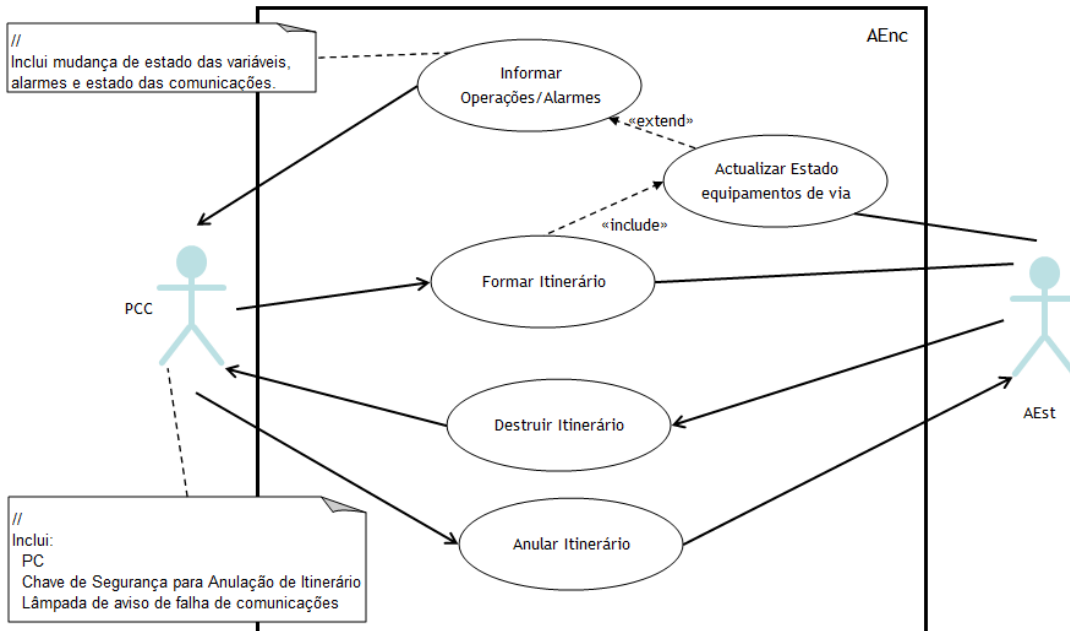 //
Inclui mudança de estado das variáveis,
alarmes e estado das comunicações.
AEnc
Informar
Operações/Alarmes
«extend»
Actualizar Estado
equipamentos de via
«include»
Formar Itinerário
PCC
Destruir Itinerário
AEst
Anular Itinerário
//
Inclui:
PC
Chave de Segurança para Anulação de Itinerário
Lâmpada de aviso de falha de comunicações